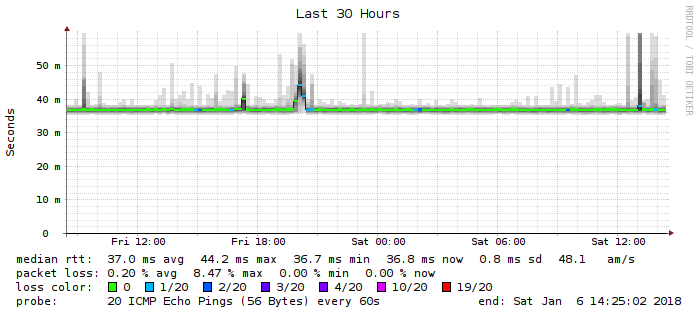 Last 30 Hours
RRDTOOL / TOBI OETIKER
Seconds
50 m
40 m
30 m
20 m
10 m
0
Fri 12:00 Fri 18:00 Sat 00:00 Sat 06:00 Sat 12:00
median rtt: 37.0 ms avg 44.2 ms max 36.7 ms min 36.8 ms now 0.8 ms sd 48.1 am/s
packet loss: 0.20 % avg 8.47 % max 0.00 % min 0.00 % now
loss color: 0 1/20 2/20 3/20 4/20 10/20 19/20
probe: 20 ICMP Echo Pings (56 Bytes) every 60s end: Sat Jan 6 14:25:02 2018